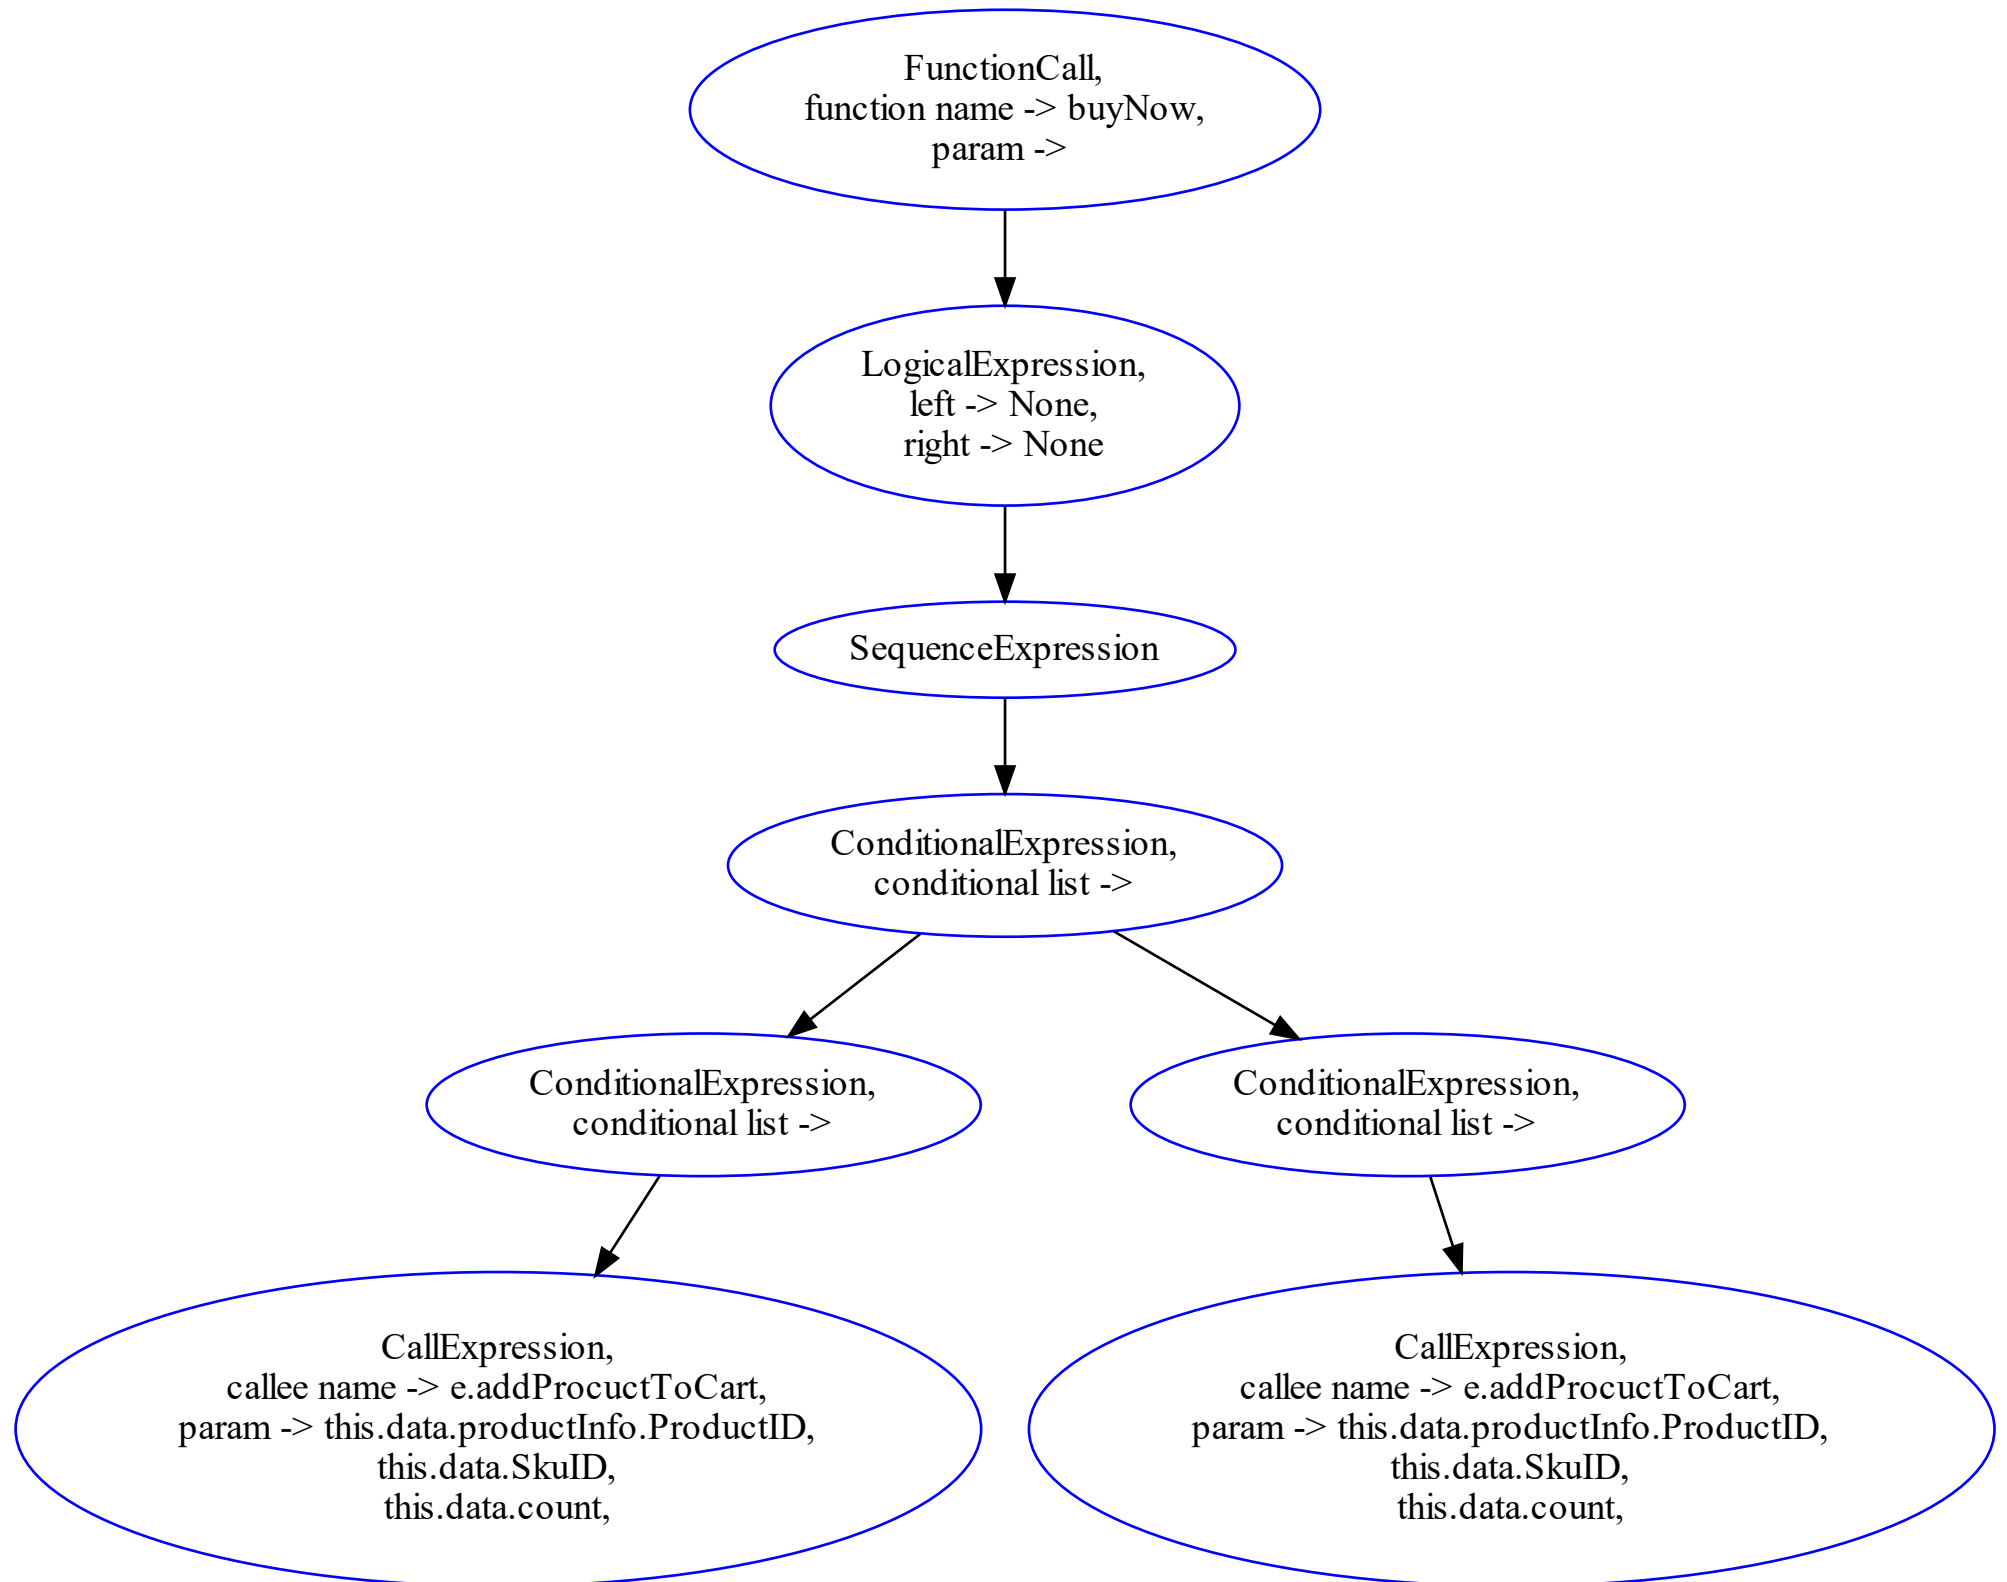 FunctionCall,
function name -> buyNow,
param ->
LogicalExpression,
left -> None,
right -> None
SequenceExpression
ConditionalExpression,
conditional list ->
ConditionalExpression,
conditional list ->
ConditionalExpression,
conditional list ->
CallExpression,
callee name -> e.addProcuctToCart,
param -> this.data.productInfo.ProductID,
this.data.SkuID,
this.data.count,
CallExpression,
callee name -> e.addProcuctToCart,
param -> this.data.productInfo.ProductID,
this.data.SkuID,
this.data.count,